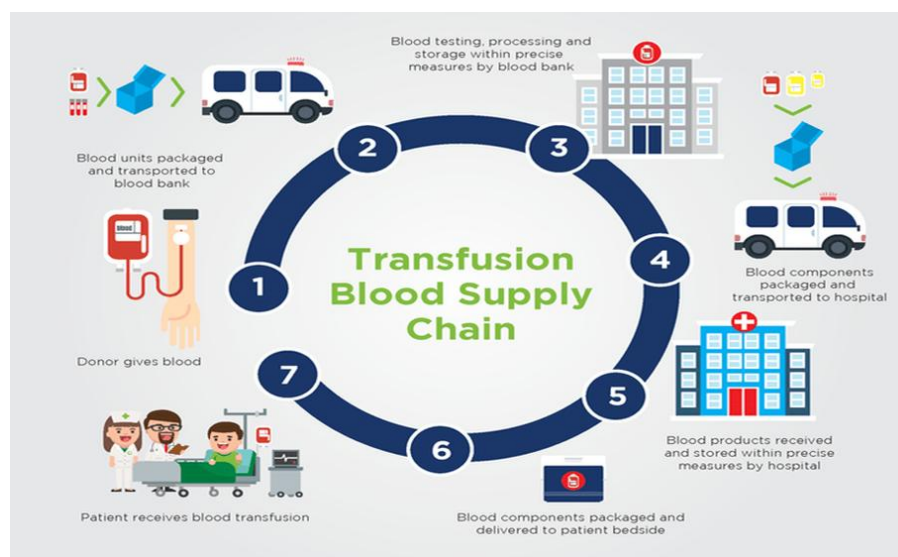 Transfusion
Blood Supply
Chain
1
Donor gives blood
2
Blood units packaged
and transported to
blood bank
3
Blood testing, processing and
storage within precise
measures by blood bank
4
Blood components
packaged and
transported to hospital
5
Blood products received
and stored within precise
measures by hospital
6
Blood components packaged and
delivered to patient bedside
7
Patient receives blood transfusion
blood